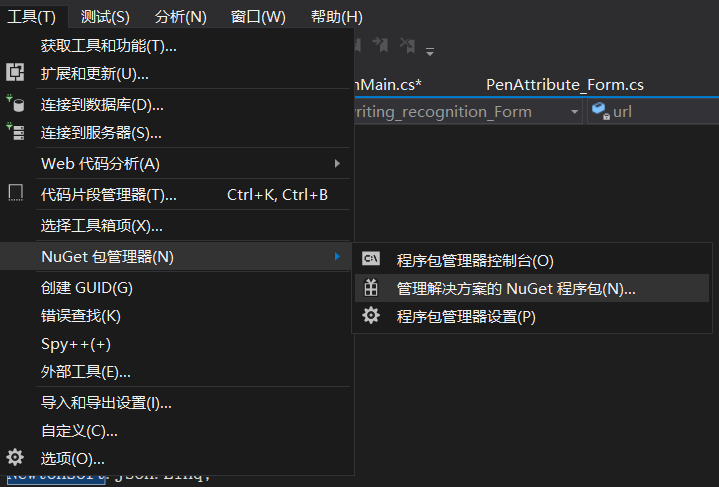 工具(T) 测试(S) 分析(N) 窗口(W) 帮助(H)
获取工具和功能(T)...
扩展和更新(U)...
nMain.cs* PenAttribute_Form.cs
连接到数据库(D)...
writing_recognition_Form url
连接到服务器(S)...
Web 代码分析(A)
代码片段管理器(T)... Ctrl+K, Ctrl+B
选择工具箱项(X)...
NuGet 包管理器(N)
程序包管理器控制台(O)
创建 GUID(G)
管理解决方案的 NuGet 程序包(N)...
错误查找(K)
程序包管理器设置(P)
Spy++(+)
外部工具(E)...
导入和导出设置(I)...
自定义(C)...
选项(O)...
Newtonsoft.Json.Linq;